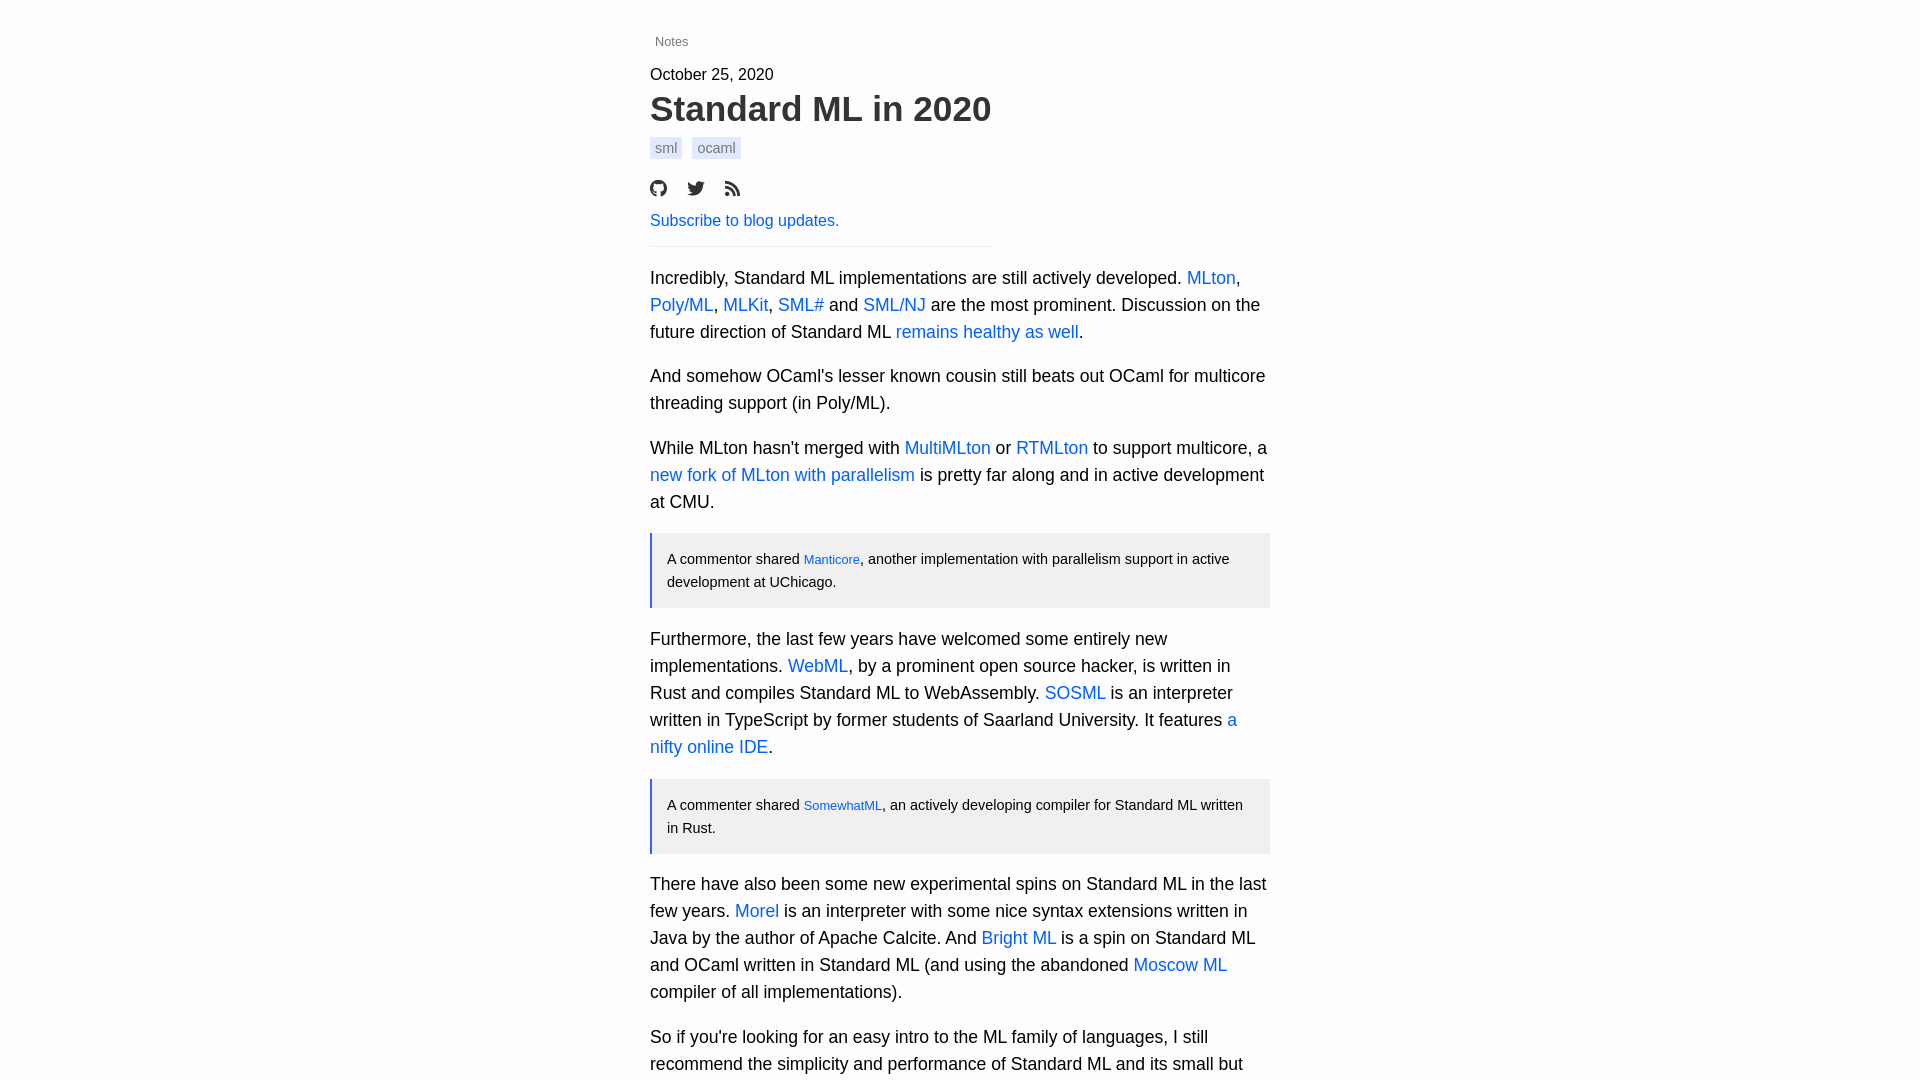 Notes
October 25, 2020
Standard ML in 2020
sml ocaml
Subscribe to blog updates.
Incredibly, Standard ML implementations are still actively developed. MLton,
Poly/ML, MLKit, SML# and SML/NJ are the most prominent. Discussion on the
future direction of Standard ML remains healthy as well.
And somehow OCaml's lesser known cousin still beats out OCaml for multicore
threading support (in Poly/ML).
While MLton hasn't merged with MultiMLton or RTMLton to support multicore, a
new fork of MLton with parallelism is pretty far along and in active development
at CMU.
A commentor shared Manticore, another implementation with parallelism support in active
development at UChicago.
Furthermore, the last few years have welcomed some entirely new
implementations. WebML, by a prominent open source hacker, is written in
Rust and compiles Standard ML to WebAssembly. SOSML is an interpreter
written in TypeScript by former students of Saarland University. It features a
nifty online IDE.
A commenter shared SomewhatML, an actively developing compiler for Standard ML written
in Rust.
There have also been some new experimental spins on Standard ML in the last
few years. Morel is an interpreter with some nice syntax extensions written in
Java by the author of Apache Calcite. And Bright ML is a spin on Standard ML
and OCaml written in Standard ML (and using the abandoned Moscow ML
compiler of all implementations).
So if you're looking for an easy intro to the ML family of languages, I still
recommend the simplicity and performance of Standard ML and its small but